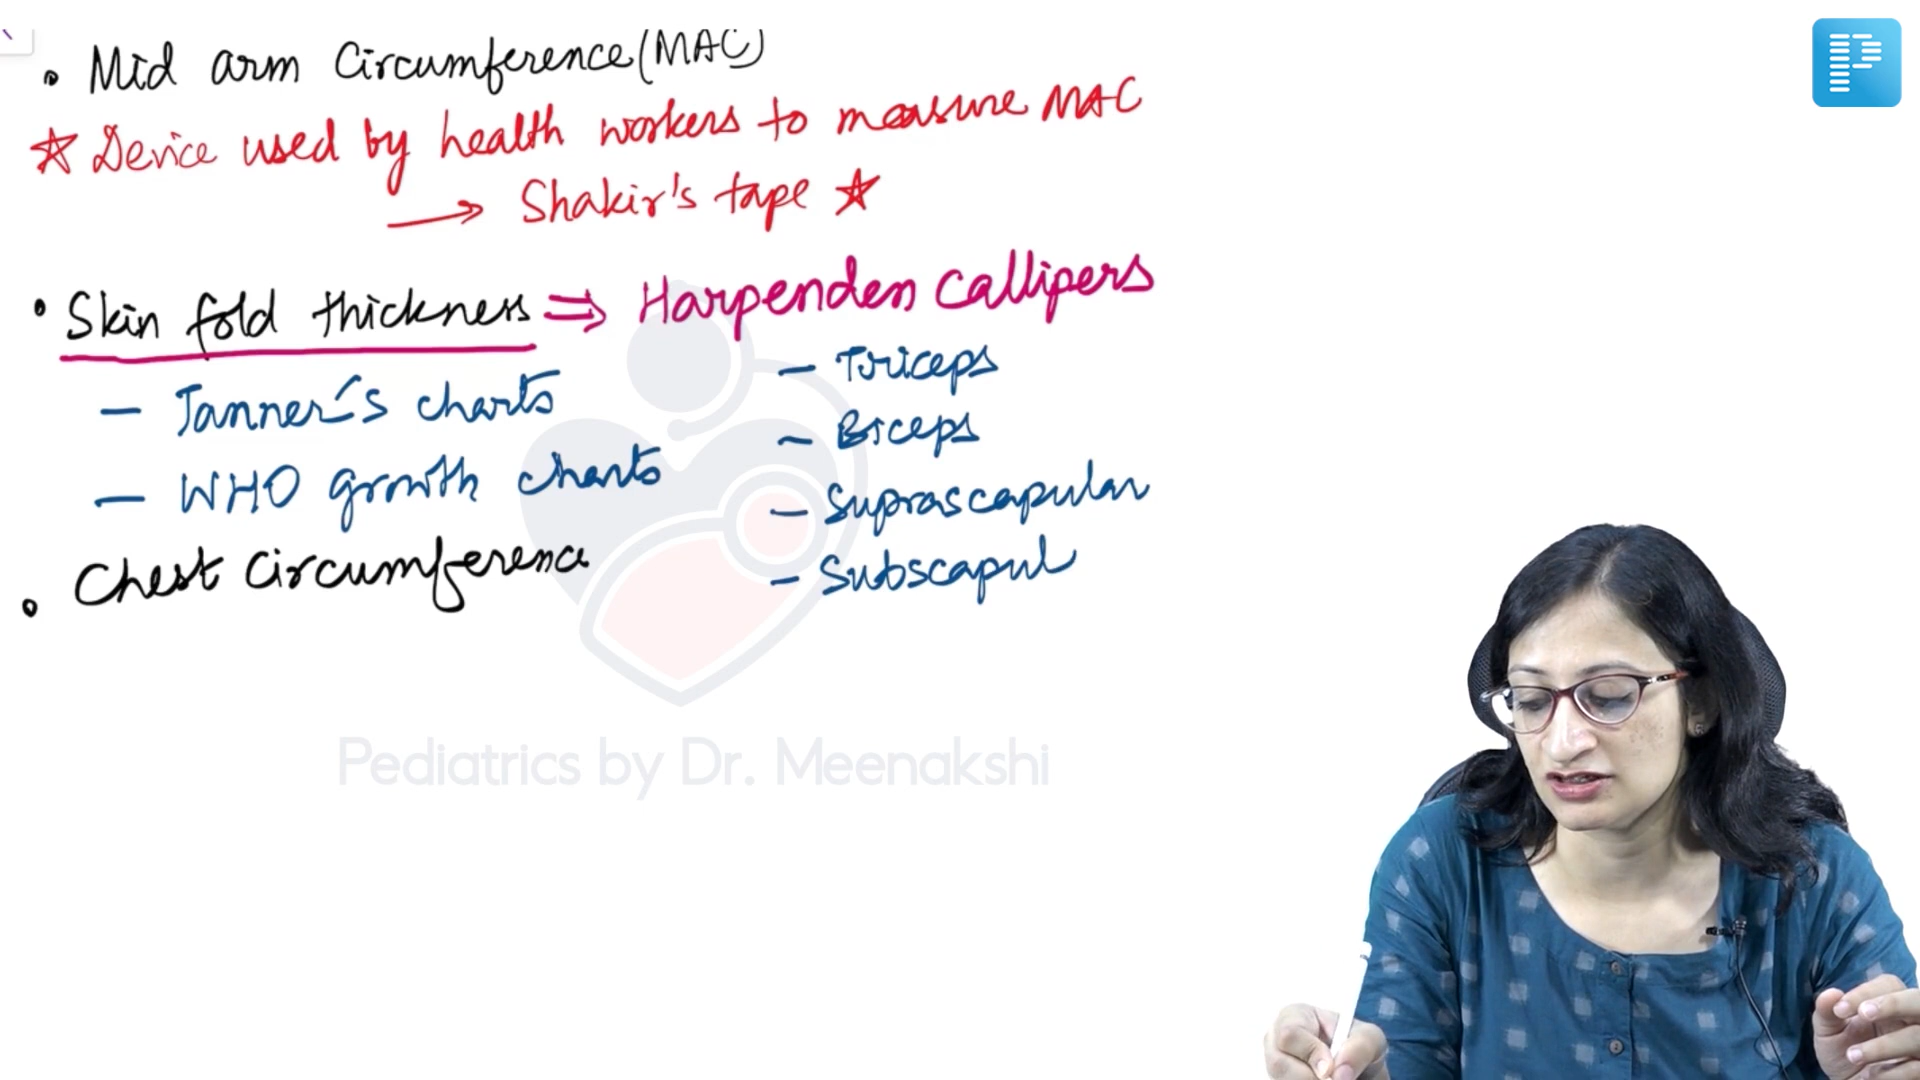 • Mid arm Circumference (MAC)
☆ Device used by health workers to measure MAC
→ Shakir's tape ☆
• Skin fold thickness ⇒ Harpenden Callipers
– Tanner's charts
– WHO growth charts
– Triceps
– Biceps
– Suprascapular
– Subscapul
• Chest Circumference
Pediatrics by Dr. Meenakshi